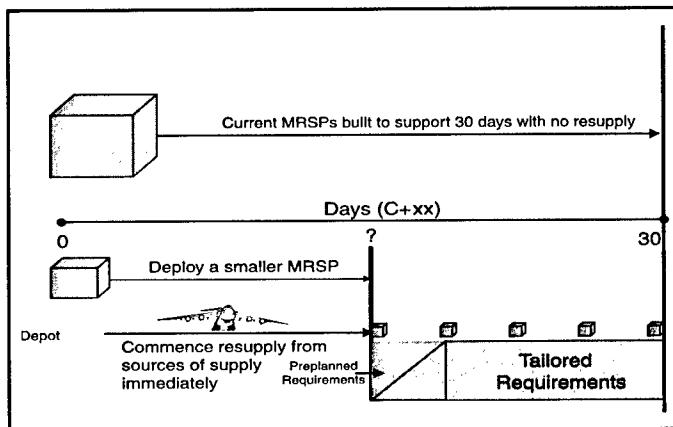 Current MRSPs built to support 30 days with no resupply
Days (C+xx)
0
?
30
Deploy a smaller MRSP
Depot
Commence resupply from
sources of supply
immediately
Preplanned
Requirements
Tailored
Requirements